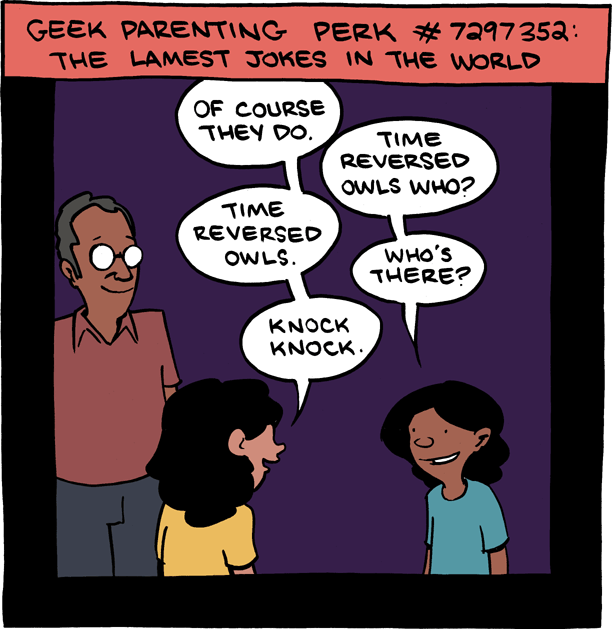 GEEK PARENTING PERK # 7297352:
THE LAMEST JOKES IN THE WORLD
OF COURSE
THEY DO.
TIME
REVERSED
OWLS WHO?
TIME
REVERSED
OWLS.
WHO'S
THERE?
KNOCK
KNOCK.